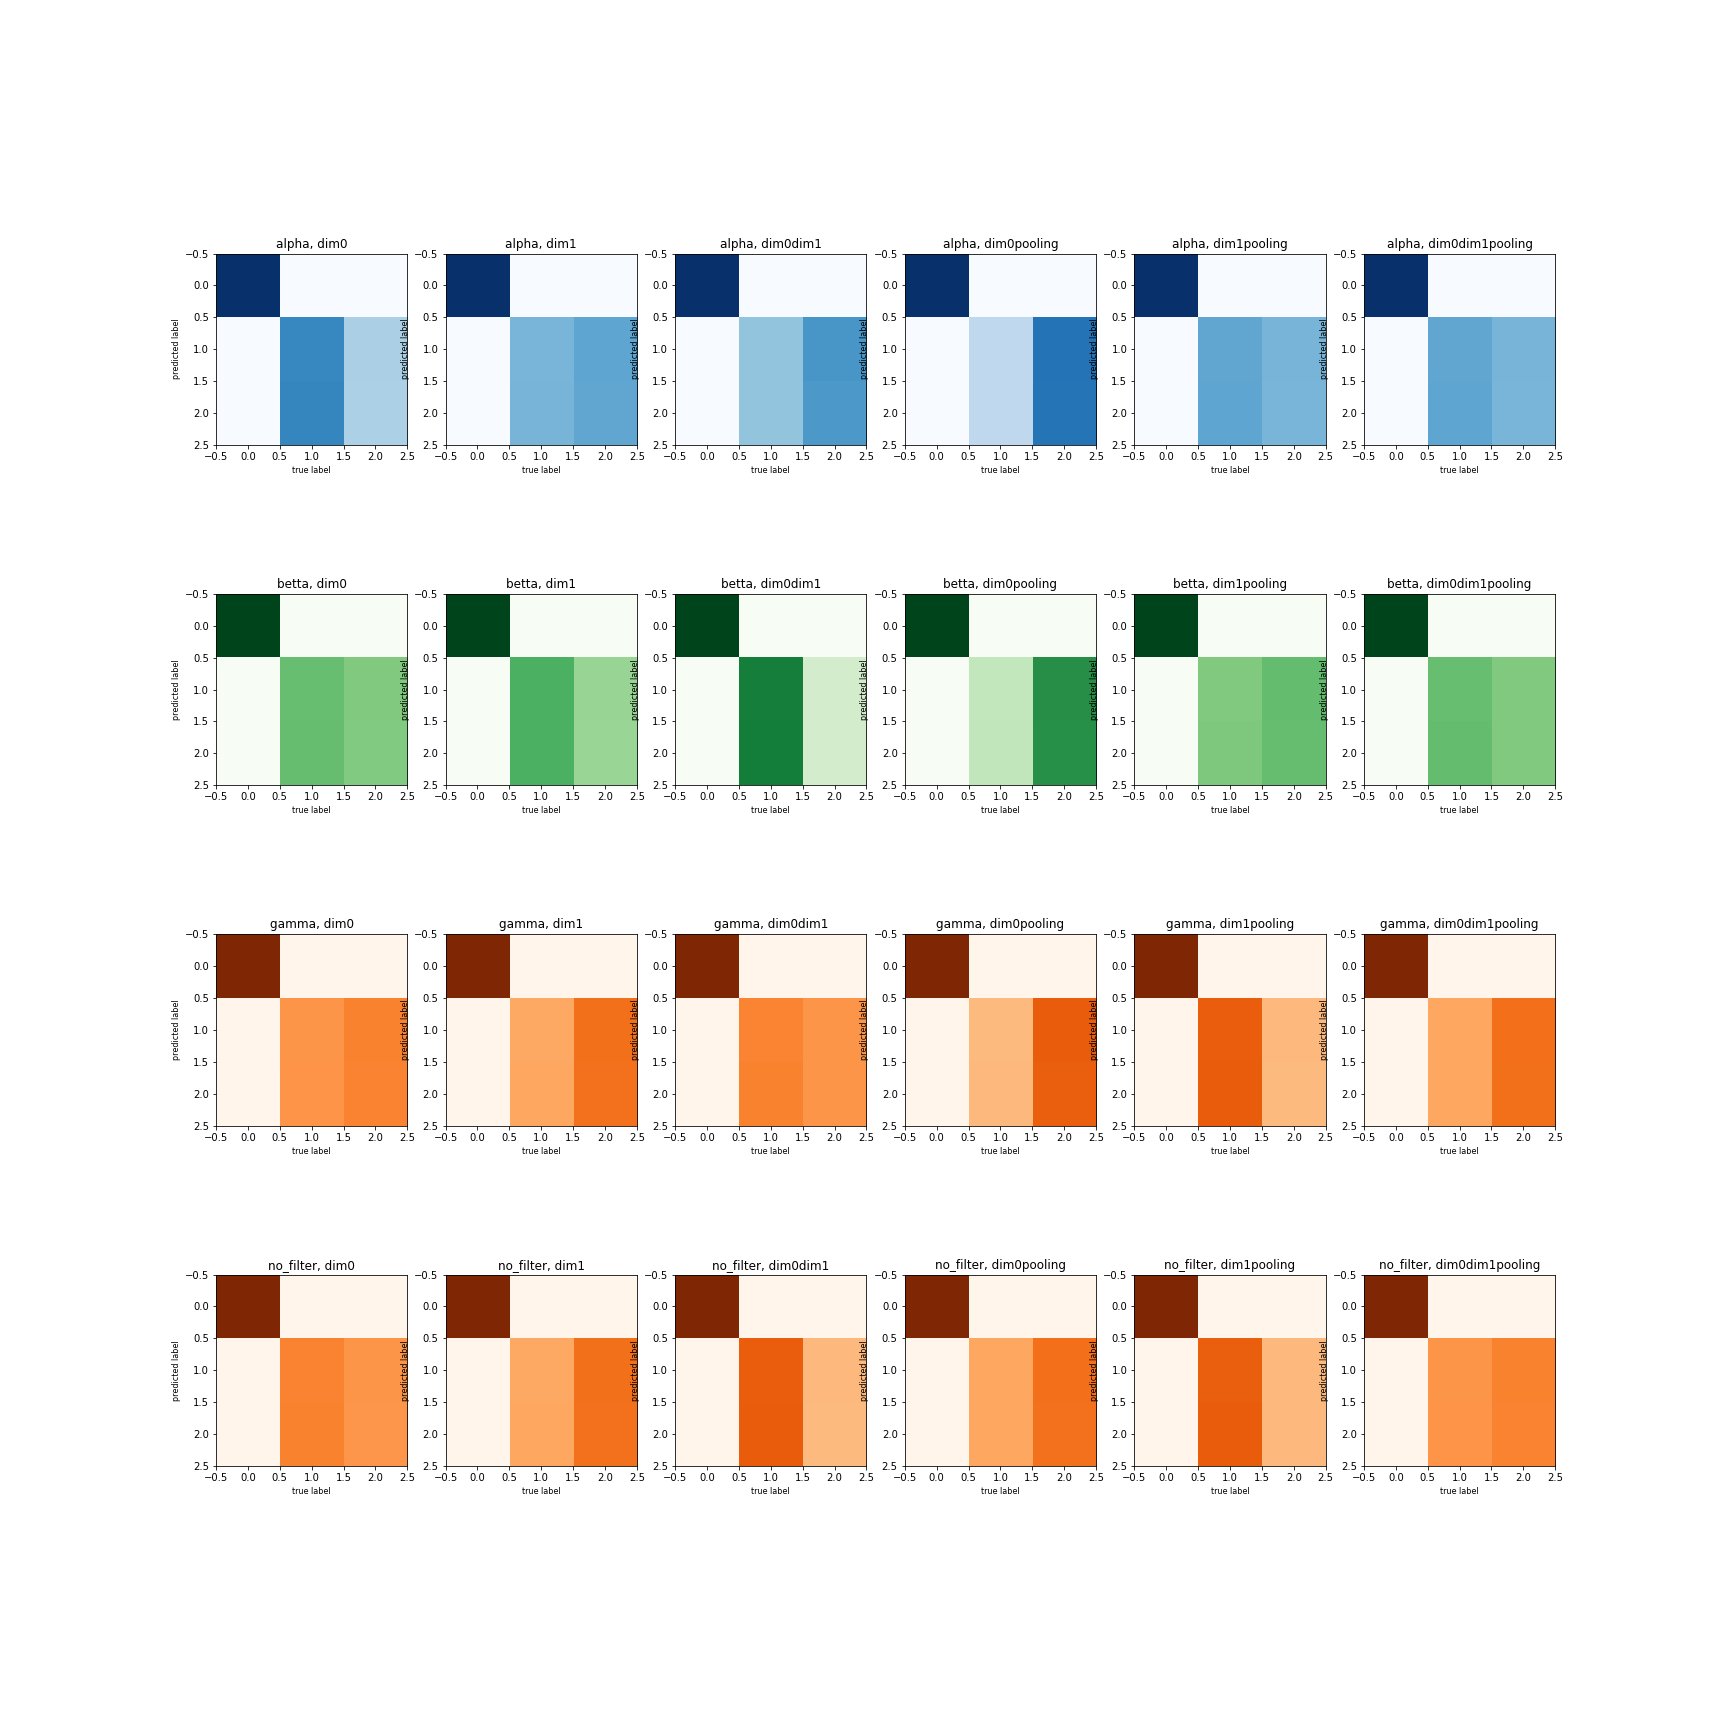 alpha, dim0 alpha, dim1 alpha, dim0dim1 alpha, dim0pooling alpha, dim1pooling alpha, dim0dim1pooling
−0.5 −0.5 −0.5 −0.5 −0.5 −0.5
0.0 0.0 0.0 0.0 0.0 0.0
0.5 0.5 0.5 0.5 0.5 0.5
predicted label predicted label predicted label predicted label predicted label predicted label
1.0 1.0 1.0 1.0 1.0 1.0
1.5 1.5 1.5 1.5 1.5 1.5
2.0 2.0 2.0 2.0 2.0 2.0
2.5 2.5 2.5 2.5 2.5 2.5
−0.5 0.0 0.5 1.0 1.5 2.0 2.5 −0.5 0.0 0.5 1.0 1.5 2.0 2.5 −0.5 0.0 0.5 1.0 1.5 2.0 2.5 −0.5 0.0 0.5 1.0 1.5 2.0 2.5 −0.5 0.0 0.5 1.0 1.5 2.0 2.5 −0.5 0.0 0.5 1.0 1.5 2.0 2.5
true label true label true label true label true label true label
betta, dim0 betta, dim1 betta, dim0dim1 betta, dim0pooling betta, dim1pooling betta, dim0dim1pooling
−0.5 −0.5 −0.5 −0.5 −0.5 −0.5
0.0 0.0 0.0 0.0 0.0 0.0
0.5 0.5 0.5 0.5 0.5 0.5
predicted label predicted label predicted label predicted label predicted label predicted label
1.0 1.0 1.0 1.0 1.0 1.0
1.5 1.5 1.5 1.5 1.5 1.5
2.0 2.0 2.0 2.0 2.0 2.0
2.5 2.5 2.5 2.5 2.5 2.5
−0.5 0.0 0.5 1.0 1.5 2.0 2.5 −0.5 0.0 0.5 1.0 1.5 2.0 2.5 −0.5 0.0 0.5 1.0 1.5 2.0 2.5 −0.5 0.0 0.5 1.0 1.5 2.0 2.5 −0.5 0.0 0.5 1.0 1.5 2.0 2.5 −0.5 0.0 0.5 1.0 1.5 2.0 2.5
true label true label true label true label true label true label
gamma, dim0 gamma, dim1 gamma, dim0dim1 gamma, dim0pooling gamma, dim1pooling gamma, dim0dim1pooling
−0.5 −0.5 −0.5 −0.5 −0.5 −0.5
0.0 0.0 0.0 0.0 0.0 0.0
0.5 0.5 0.5 0.5 0.5 0.5
predicted label predicted label predicted label predicted label predicted label predicted label
1.0 1.0 1.0 1.0 1.0 1.0
1.5 1.5 1.5 1.5 1.5 1.5
2.0 2.0 2.0 2.0 2.0 2.0
2.5 2.5 2.5 2.5 2.5 2.5
−0.5 0.0 0.5 1.0 1.5 2.0 2.5 −0.5 0.0 0.5 1.0 1.5 2.0 2.5 −0.5 0.0 0.5 1.0 1.5 2.0 2.5 −0.5 0.0 0.5 1.0 1.5 2.0 2.5 −0.5 0.0 0.5 1.0 1.5 2.0 2.5 −0.5 0.0 0.5 1.0 1.5 2.0 2.5
true label true label true label true label true label true label
no_filter, dim0 no_filter, dim1 no_filter, dim0dim1 no_filter, dim0pooling no_filter, dim1pooling no_filter, dim0dim1pooling
−0.5 −0.5 −0.5 −0.5 −0.5 −0.5
0.0 0.0 0.0 0.0 0.0 0.0
0.5 0.5 0.5 0.5 0.5 0.5
predicted label predicted label predicted label predicted label predicted label predicted label
1.0 1.0 1.0 1.0 1.0 1.0
1.5 1.5 1.5 1.5 1.5 1.5
2.0 2.0 2.0 2.0 2.0 2.0
2.5 2.5 2.5 2.5 2.5 2.5
−0.5 0.0 0.5 1.0 1.5 2.0 2.5 −0.5 0.0 0.5 1.0 1.5 2.0 2.5 −0.5 0.0 0.5 1.0 1.5 2.0 2.5 −0.5 0.0 0.5 1.0 1.5 2.0 2.5 −0.5 0.0 0.5 1.0 1.5 2.0 2.5 −0.5 0.0 0.5 1.0 1.5 2.0 2.5
true label true label true label true label true label true label